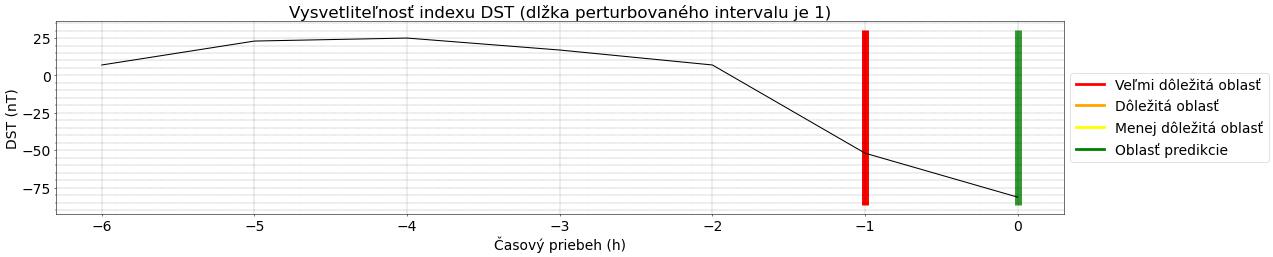 Vysvetliteľnosť indexu DST (dĺžka perturbovaného intervalu je 1)
DST (nT)
25
0
−25
−50
−75
−6 −5 −4 −3 −2 −1 0
Časový priebeh (h)
Veľmi dôležitá oblasť
Dôležitá oblasť
Menej dôležitá oblasť
Oblasť predikcie